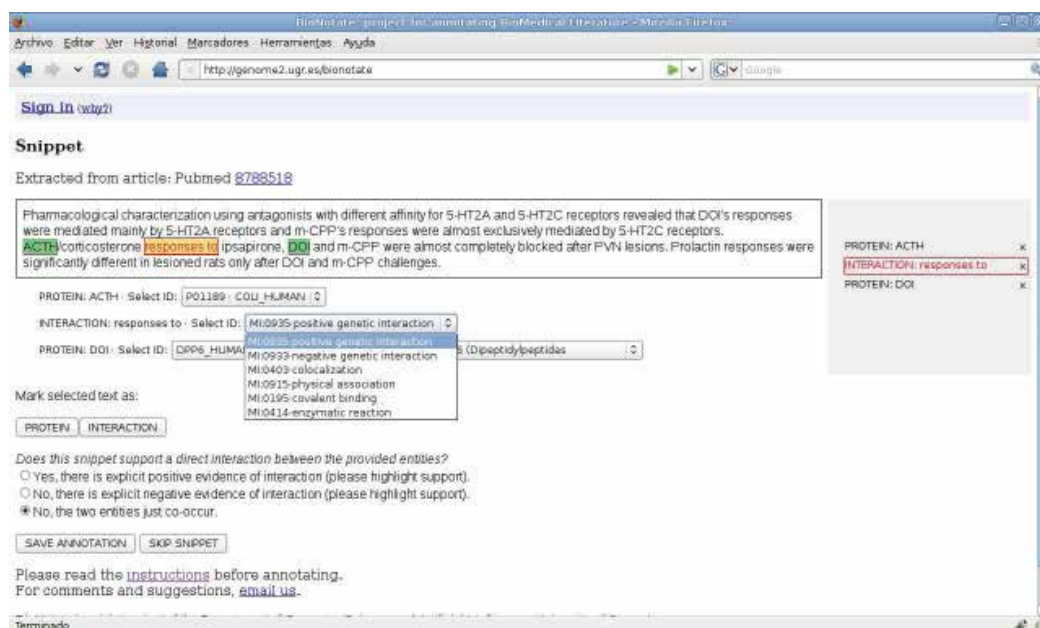 BioNotate: project for annotating BioMedical Literature - Mozilla Firefox
Archivo Editar Ver Historial Marcadores Herramientas Ayuda
http://genome2.ugr.es/bionotate
Google
Sign in (why?)
Snippet
Extracted from article: Pubmed 8788518
Pharmacological characterization using antagonists with different affinity for 5-HT2A and 5-HT2C receptors revealed that DOI's responses
were mediated mainly by 5-HT2A receptors and m-CPP's responses were almost exclusively mediated by 5-HT2C receptors.
ACTH/corticosterone responses to ipsapirone, DOI and m-CPP were almost completely blocked after PVN lesions. Prolactin responses were
significantly different in lesioned rats only after DOI and m-CPP challenges.
PROTEIN: ACTH x
INTERACTION: responses to x
PROTEIN: DOI x
PROTEIN: ACTH - Select ID: P01189 - COLI_HUMAN
INTERACTION: responses to - Select ID: MI:0935-positive genetic interaction
MI:0935-positive genetic interaction
MI:0933-negative genetic interaction
MI:0403-colocalization
MI:0915-physical association
MI:0195-covalent binding
MI:0414-enzymatic reaction
PROTEIN: DOI - Select ID: DPP6_HUMA (Dipeptidylpeptidas
Mark selected text as:
PROTEIN INTERACTION
Does this snippet support a direct interaction between the provided entities?
Yes, there is explicit positive evidence of interaction (please highlight support).
No, there is explicit negative evidence of interaction (please highlight support).
No, the two entities just co-occur.
SAVE ANNOTATION SKIP SNIPPET
Please read the instructions before annotating.
For comments and suggestions, email us.
Terminado